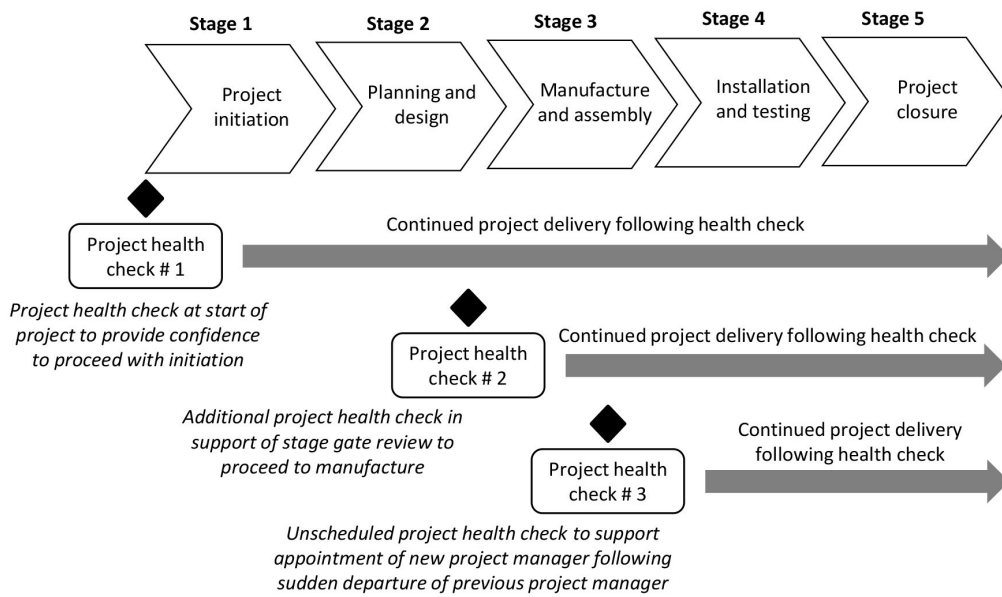 Stage 1
Stage 2
Stage 3
Stage 4
Stage 5
Project
initiation
Planning and
design
Manufacture
and assembly
Installation
and testing
Project
closure
Project health
check # 1
Continued project delivery following health check
Project health check at start of
project to provide confidence
to proceed with initiation
Project health
check # 2
Continued project delivery following health check
Additional project health check in
support of stage gate review to
proceed to manufacture
Project health
check # 3
Continued project delivery
following health check
Unscheduled project health check to support
appointment of new project manager following
sudden departure of previous project manager